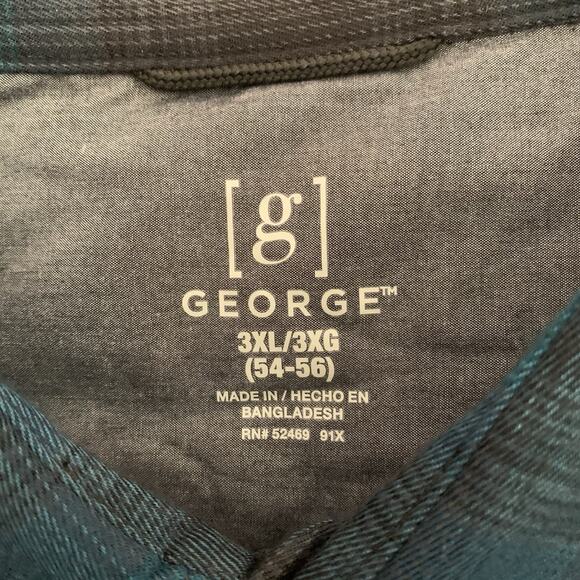 [g]
GEORGE™
3XL/3XG
(54-56)
MADE IN / HECHO EN
BANGLADESH
RN# 52469 91X